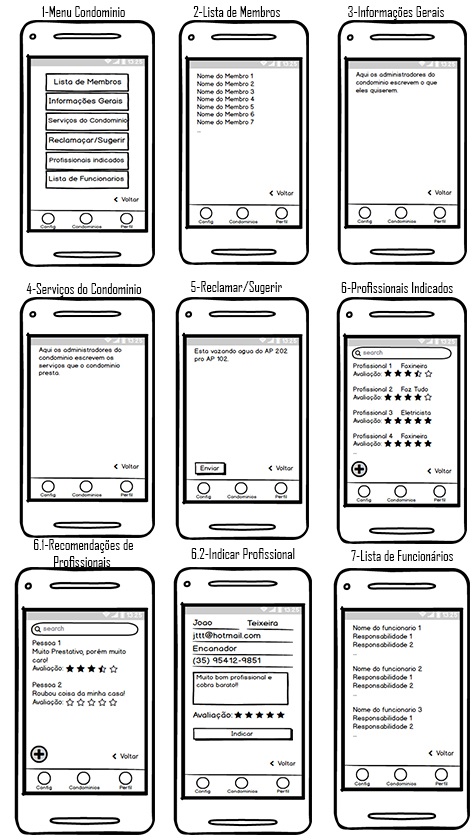 1-Menu Condominio
Lista de Membros
Informações Gerais
Serviços do Condominio
Reclamaçar/Sugerir
Profissionais indicados
Lista de Funcionarios
< Voltar
Config Condominios Perfil
2-Lista de Membros
Nome do Membro 1
Nome do Membro 2
Nome do Membro 3
Nome do Membro 4
Nome do Membro 5
Nome do Membro 6
Nome do Membro 7
...
< Voltar
Config Condominios Perfil
3-Informações Gerais
Aqui os administradores do
condominio escrevem o que
eles quiserem.
< Voltar
Config Condominios Perfil
4-Serviços do Condominio
Aqui os administradores do
condominio escrevem os
serviços que o condominio
presta.
< Voltar
Config Condominios Perfil
5-Reclamar/Sugerir
Esta vazando agua do AP 202
pro AP 102.
Enviar
< Voltar
Config Condominios Perfil
6-Profissionais Indicados
search
Profissional 1 Faxineira
Avaliação:
Profissional 2 Faz Tudo
Avaliação:
Profissional 3 Eletricista
Avaliação:
Profissional 4 Faxineira
Avaliação:
...
< Voltar
Config Condominios Perfil
6.1-Recomendações de
Profissionais
search
Pessoa 1
Muito Prestativo, porém muito
caro!
Avaliação:
Pessoa 2
Roubou coisa da minha casa!
Avaliação:
< Voltar
Config Condominios Perfil
6.2-Indicar Profissional
Joao Teixeira
jttt@hotmail.com
Encanador
(35) 95412-9851
Muito bom profissional e
cobra barato!!
Avaliação:
Indicar
< Voltar
Config Condominios Perfil
7-Lista de Funcionários
Nome do funcionario 1
Responsabilidade 1
Responsabilidade 2
...
Nome do funcionario 2
Responsabilidade 1
Responsabilidade 2
...
Nome do funcionario 3
Responsabilidade 1
Responsabilidade 2
...
< Voltar
Config Condominios Perfil